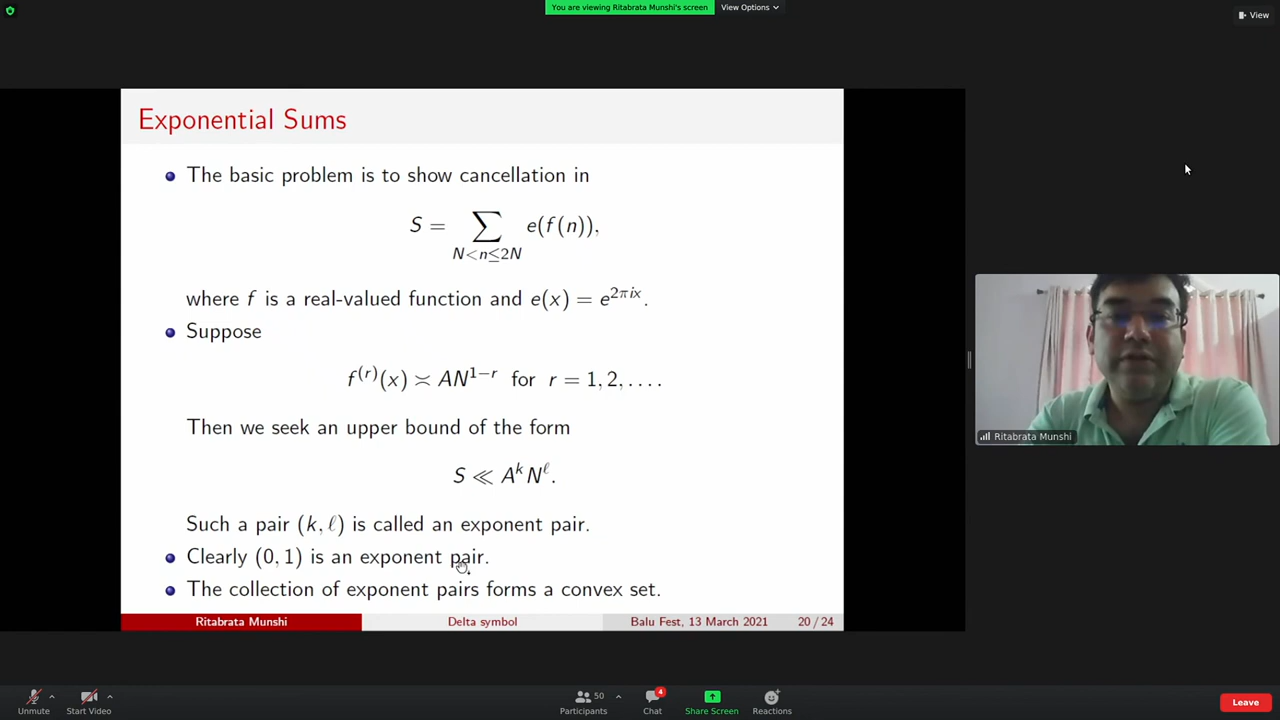 You are viewing Ritabrata Munshi's screen View Options
View
Exponential Sums
The basic problem is to show cancellation in
S = ∑_{N<n≤2N} e(f(n)),
where f is a real-valued function and e(x) = e^{2πix}.
Suppose
f^{(r)}(x) ≍ AN^{1−r} for r = 1, 2, . . . .
Then we seek an upper bound of the form
S ≪ A^k N^ℓ.
Such a pair (k, ℓ) is called an exponent pair.
Clearly (0, 1) is an exponent pair.
The collection of exponent pairs forms a convex set.
Ritabrata Munshi Delta symbol Balu Fest, 13 March 2021 20 / 24
Ritabrata Munshi
Unmute Start Video Participants 50 Chat 4 Share Screen Reactions Leave